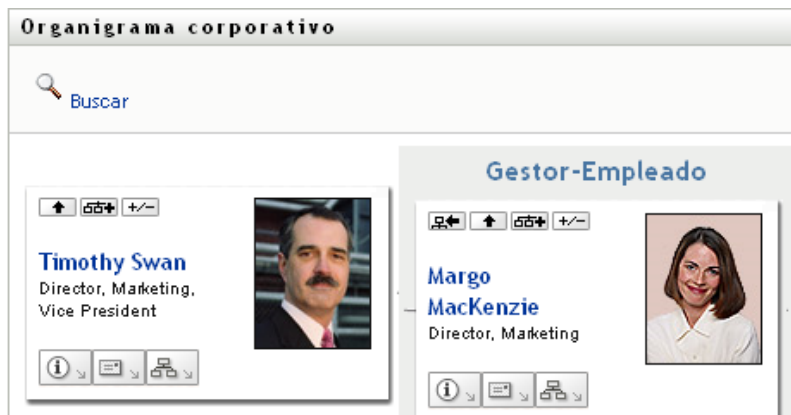 Organigrama corporativo
Buscar
Gestor-Empleado
+/-
Timothy Swan
Director, Marketing,
Vice President
+/-
Margo
MacKenzie
Director, Marketing